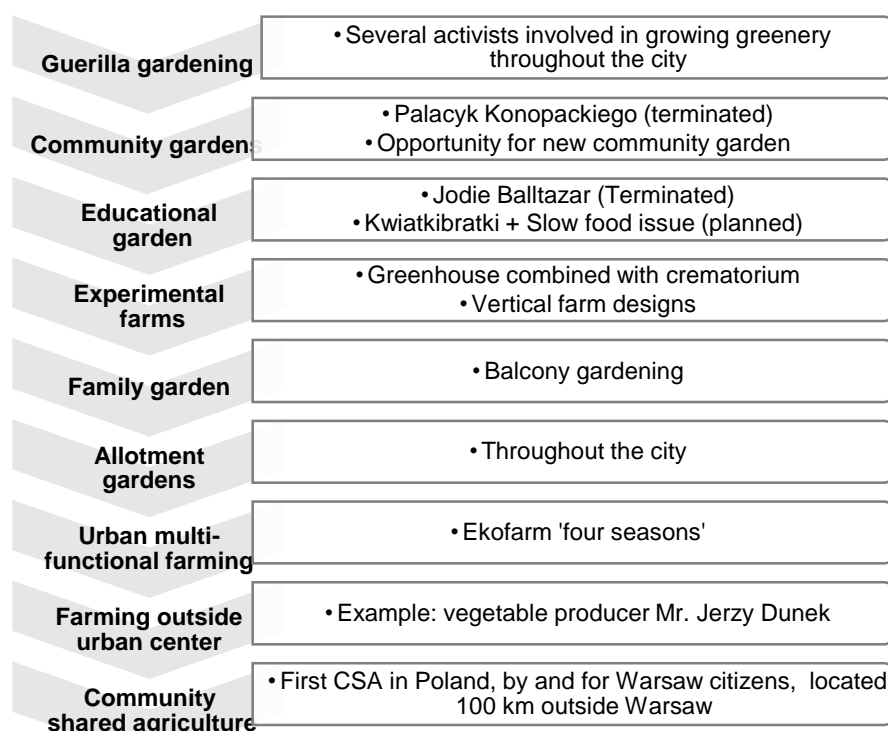 Guerilla gardening
• Several activists involved in growing greenery
throughout the city
Community gardens
• Palacyk Konopackiego (terminated)
• Opportunity for new community garden
Educational
garden
• Jodie Balltazar (Terminated)
• Kwiatkibratki + Slow food issue (planned)
Experimental
farms
• Greenhouse combined with crematorium
• Vertical farm designs
Family garden
• Balcony gardening
Allotment
gardens
• Throughout the city
Urban multi-
functional farming
• Ekofarm 'four seasons'
Farming outside
urban center
• Example: vegetable producer Mr. Jerzy Dunek
Community
shared agriculture
• First CSA in Poland, by and for Warsaw citizens, located
100 km outside Warsaw